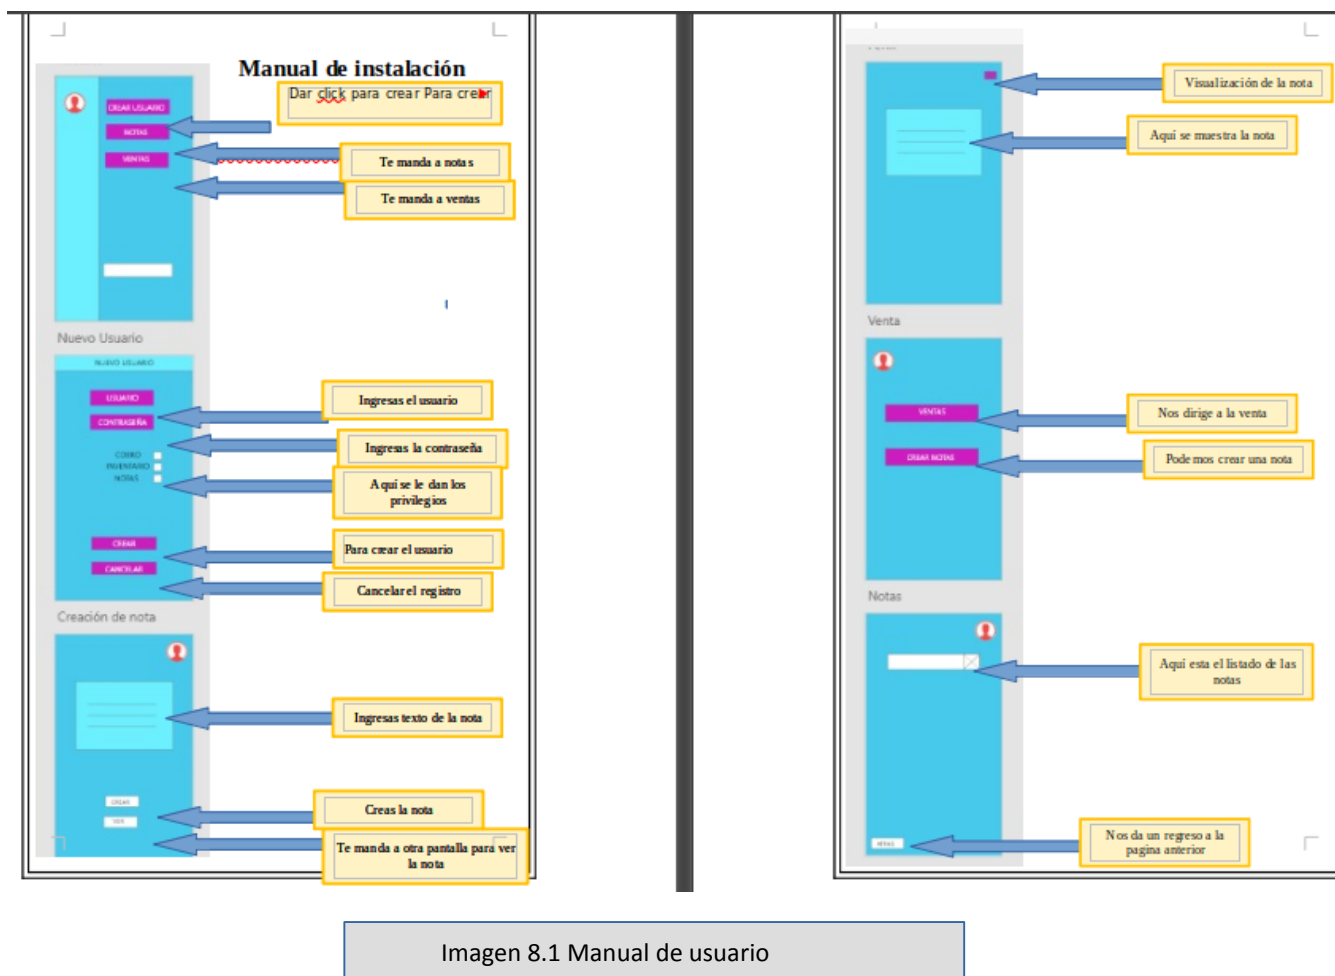 Manual de instalación
Dar click para crear Para creer
CREAR USUARIO
NOTAS
VENTAS
Te manda a notas
Te manda a ventas
Nuevo Usuario
NUEVO USUARIO
USUARIO
CONTRASEÑA
COBRO
INVENTARIO
NOTAS
CREAR
CANCELAR
Ingresas el usuario
Ingresas la contraseña
Aquí se le dan los
privilegios
Para crear el usuario
Cancelar el registro
Creación de nota
CREAR
VER
Ingresas texto de la nota
Creas la nota
Te manda a otra pantalla para ver
la nota
Visualización de la nota
Aquí se muestra la nota
Venta
VENTAS
CREAR NOTAS
Nos dirige a la venta
Podemos crear una nota
Notas
Aquí esta el listado de las
notas
ATRAS
Nos da un regreso a la
pagina anterior
Imagen 8.1 Manual de usuario